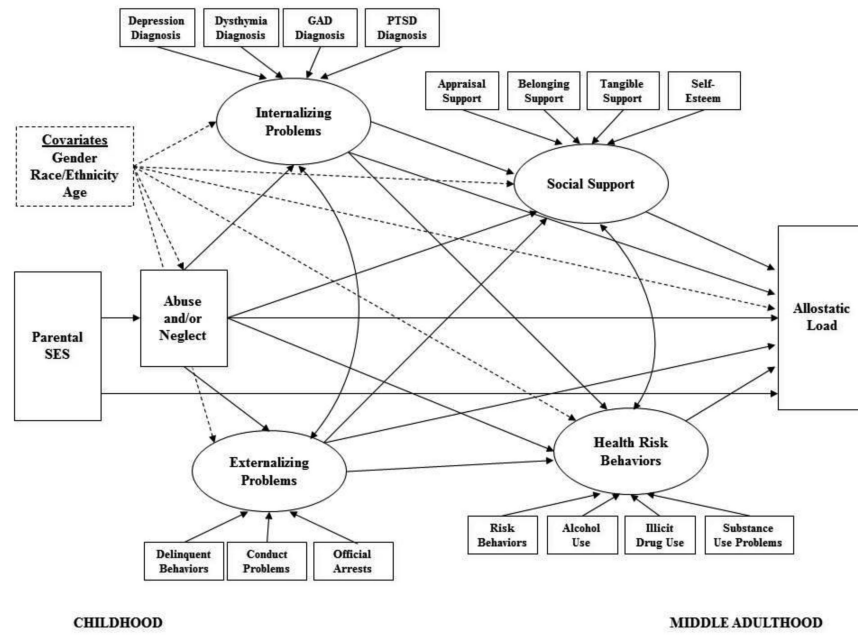 Depression
Diagnosis
Dysthymia
Diagnosis
GAD
Diagnosis
PTSD
Diagnosis
Internalizing
Problems
Appraisal
Support
Belonging
Support
Tangible
Support
Self-
Esteem
Covariates
Gender
Race/Ethnicity
Age
Social Support
Parental
SES
Abuse
and/or
Neglect
Allostatic
Load
Externalizing
Problems
Health Risk
Behaviors
Delinquent
Behaviors
Conduct
Problems
Official
Arrests
Risk
Behaviors
Alcohol
Use
Illicit
Drug Use
Substance
Use Problems
CHILDHOOD
MIDDLE ADULTHOOD